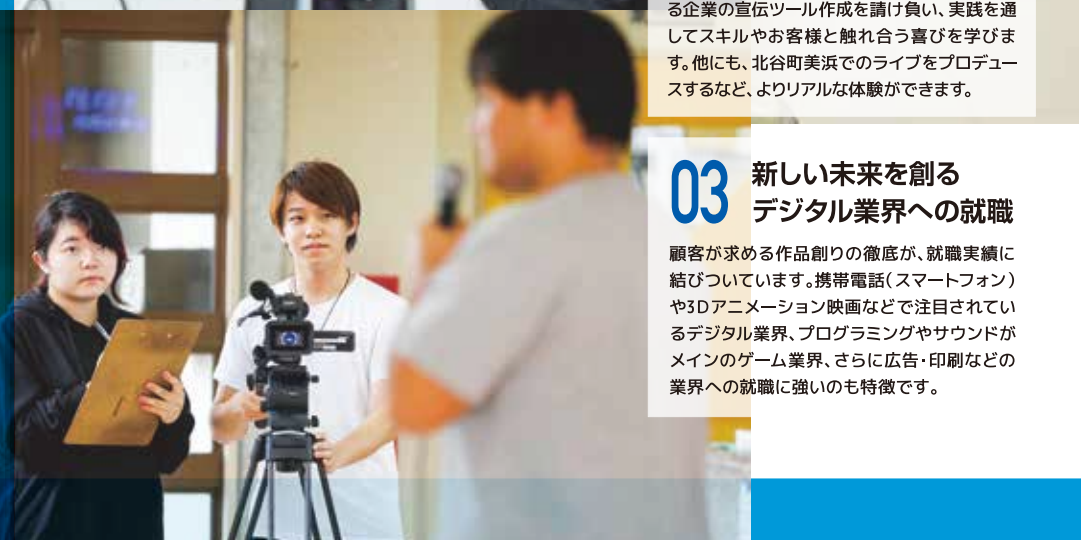 る企業の宣伝ツール作成を請け負い、実践を通
してスキルやお客様と触れ合う喜びを学びま
す。他にも、北谷町美浜でのライブをプロデュー
スするなど、よりリアルな体験ができます。
03
新しい未来を創る
デジタル業界への就職
顧客が求める作品創りの徹底が、就職実績に
結びついています。携帯電話(スマートフォン)
や3Dアニメーション映画などで注目されてい
るデジタル業界、プログラミングやサウンドが
メインのゲーム業界、さらに広告・印刷などの
業界への就職に強いのも特徴です。